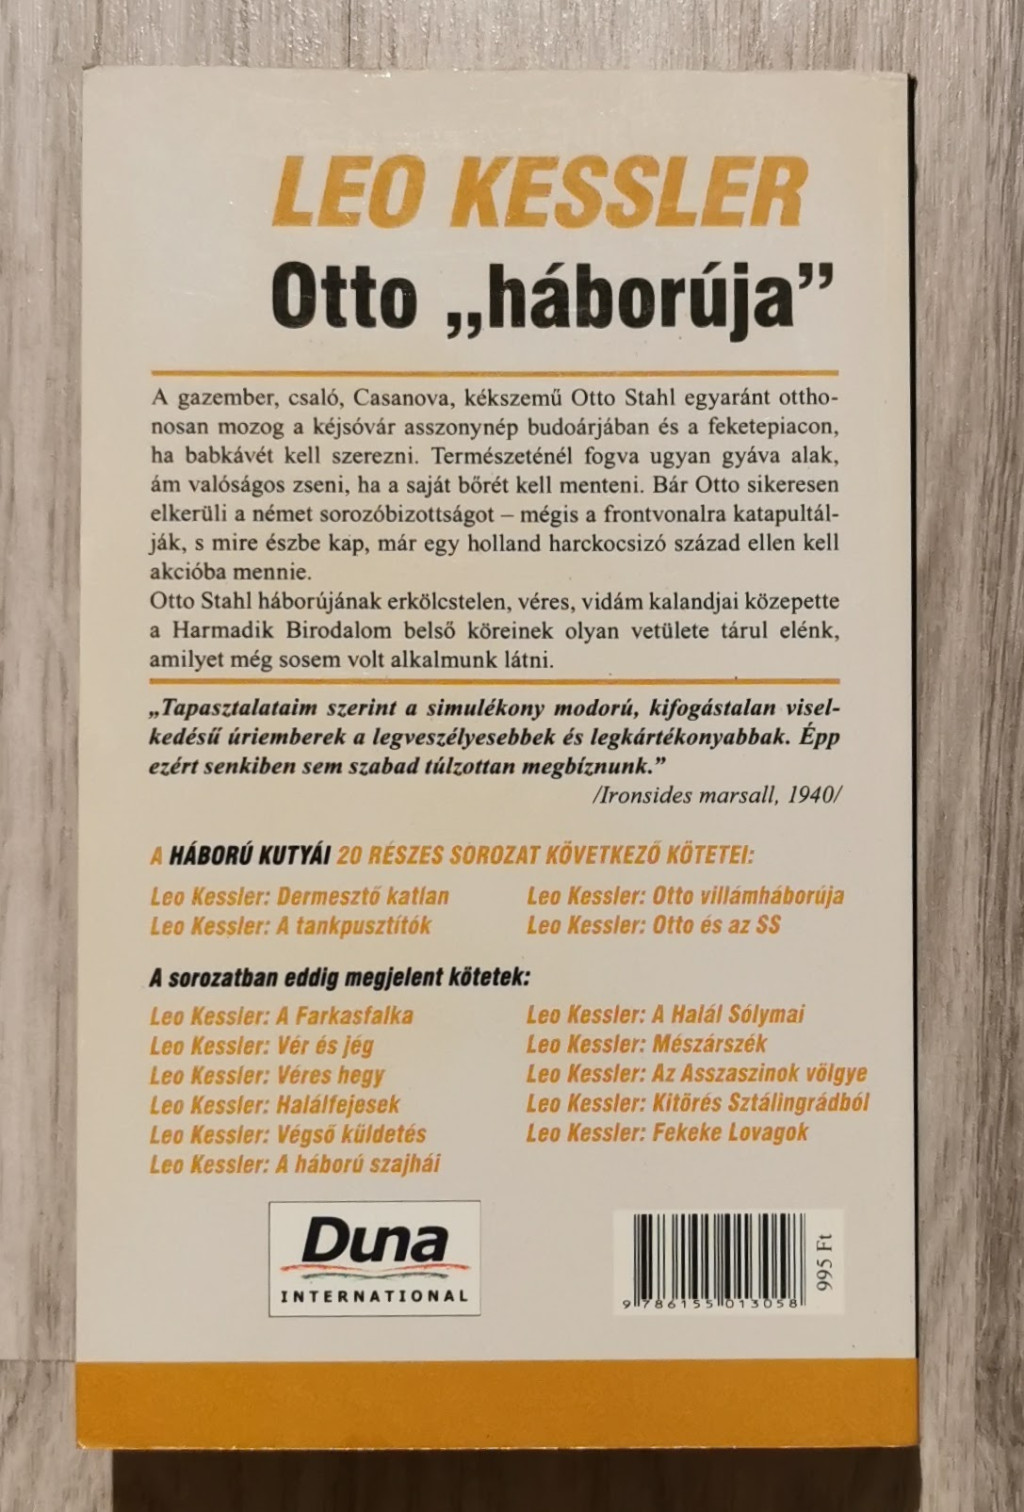 LEO KESSLER
Otto „háborúja”
A gazember, csaló, Casanova, kékszemű Otto Stahl egyaránt ottho-
nosan mozog a kéjsóvár asszonynép budoárjában és a feketepiacon,
ha babkávét kell szerezni. Természeténél fogva ugyan gyáva alak,
ám valóságos zseni, ha a saját bőrét kell menteni. Bár Otto sikeresen
elkerüli a német sorozóbizottságot – mégis a frontvonalra katapultál-
ják, s mire észbe kap, már egy holland harckocsizó század ellen kell
akcióba mennie.
Otto Stahl háborújának erkölcstelen, véres, vidám kalandjai közepette
a Harmadik Birodalom belső köreinek olyan vetülete tárul elénk,
amilyet még sosem volt alkalmunk látni.
„Tapasztalataim szerint a simulékony modorú, kifogástalan visel-
kedésű úriemberek a legveszélyesebbek és legkártékonyabbak. Épp
ezért senkiben sem szabad túlzottan megbíznunk.”
/Ironsides marsall, 1940/
A HÁBORÚ KUTYÁI 20 RÉSZES SOROZAT KÖVETKEZŐ KÖTETEI:
Leo Kessler: Dermesztő katlan
Leo Kessler: A tankpusztítók
Leo Kessler: Otto villámháborúja
Leo Kessler: Otto és az SS
A sorozatban eddig megjelent kötetek:
Leo Kessler: A Farkasfalka
Leo Kessler: Vér és jég
Leo Kessler: Véres hegy
Leo Kessler: Halálfejesek
Leo Kessler: Végső küldetés
Leo Kessler: A háború szajhái
Leo Kessler: A Halál Sólymai
Leo Kessler: Mészárszék
Leo Kessler: Az Asszaszinok völgye
Leo Kessler: Kitörés Sztálingrádból
Leo Kessler: Fekeke Lovagok
Duna
INTERNATIONAL
9 786155 013058
995 Ft